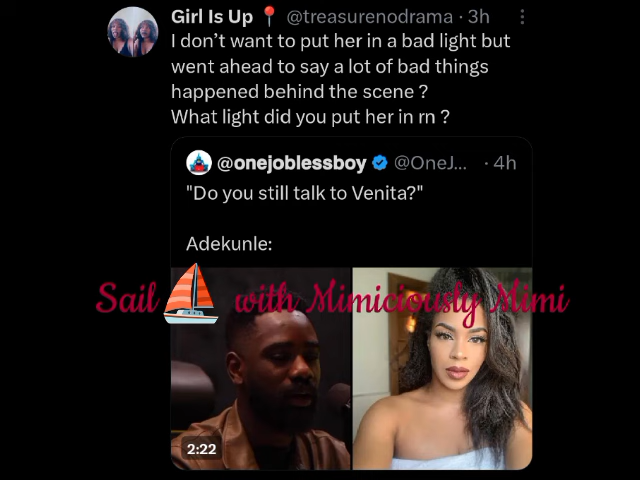 Girl Is Up 📍 @treasurenodrama · 3h
I don’t want to put her in a bad light but
went ahead to say a lot of bad things
happened behind the scene ?
What light did you put her in rn ?
@onejoblessboy @OneJ... · 4h
"Do you still talk to Venita?"
Adekunle:
Sail with Mimiciously Mimi
2:22